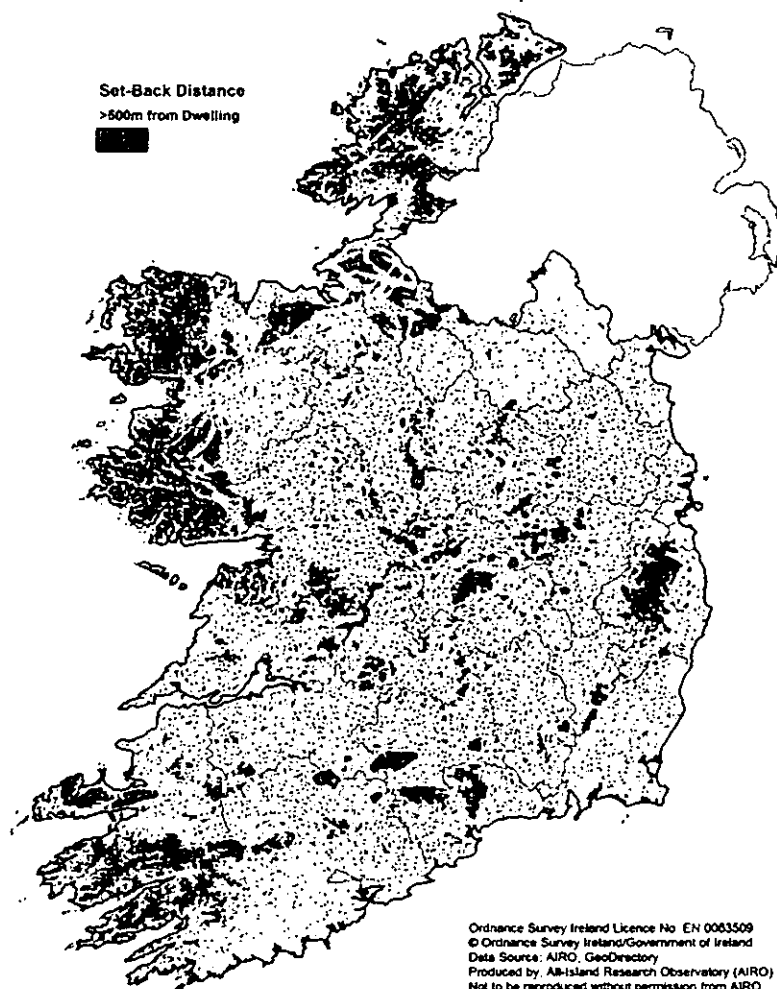 Set-Back Distance
>500m from Dwelling
Ordnance Survey Ireland Licence No EN 0063509
© Ordnance Survey Ireland/Government of Ireland
Data Source: AIRO, GeoDirectory
Produced by: All-Island Research Observatory (AIRO)
Not to be reproduced without permission from AIRO